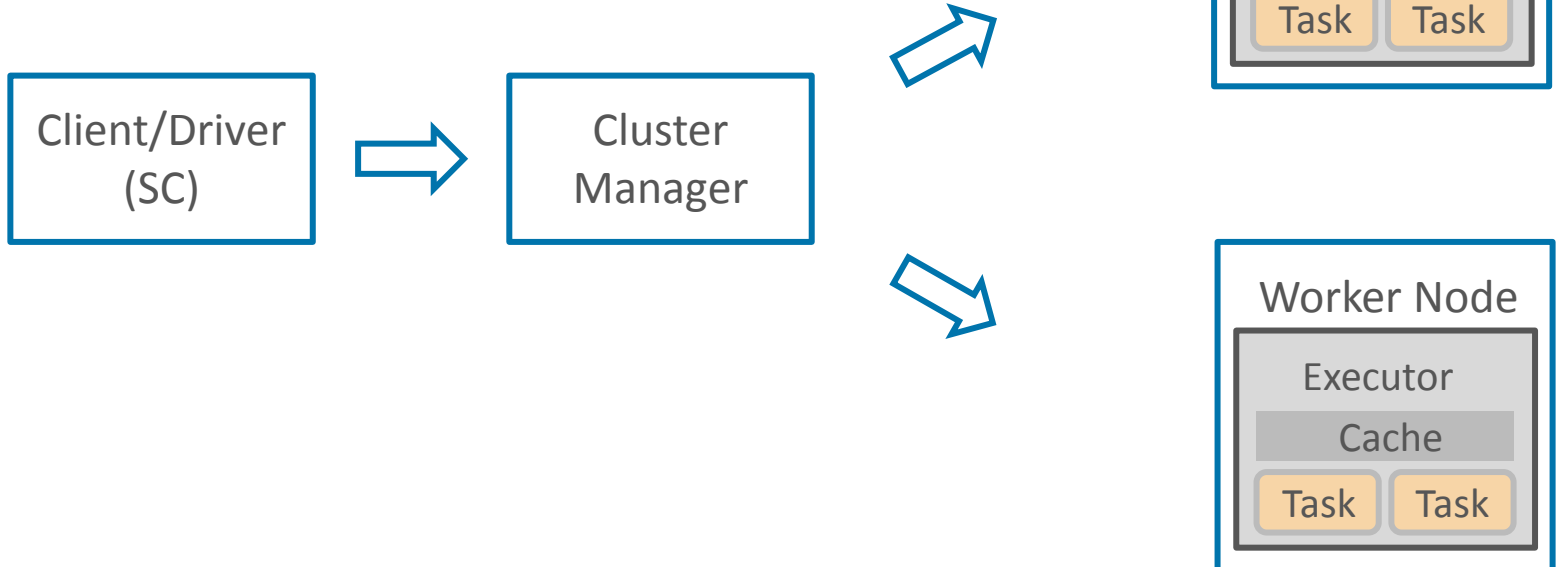 Task Task
Client/Driver
(SC)
Cluster
Manager
Worker Node
Executor
Cache
Task Task